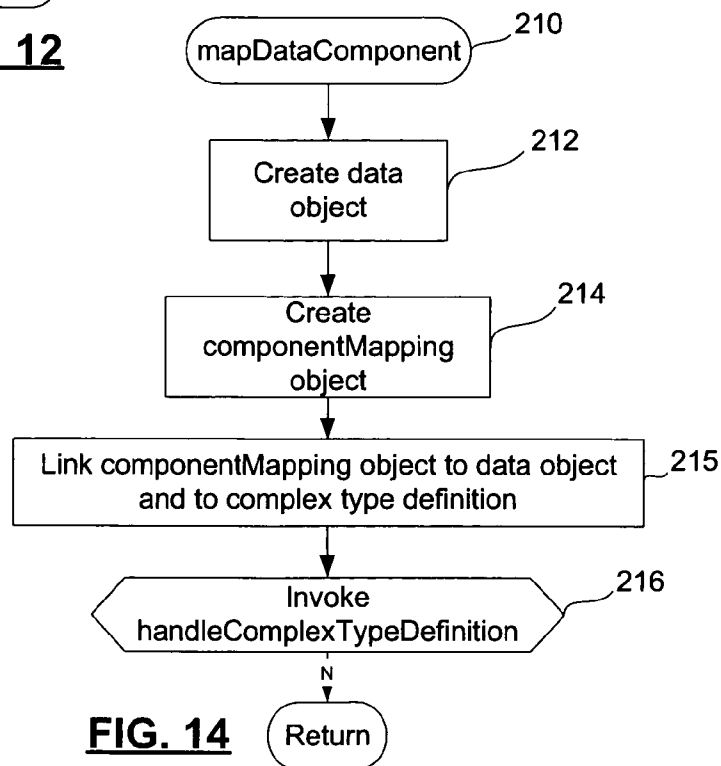 12
210
mapDataComponent
212
Create data
object
214
Create
componentMapping
object
Link componentMapping object to data object
and to complex type definition
215
216
Invoke
handleComplexTypeDefinition
N
Return
FIG. 14